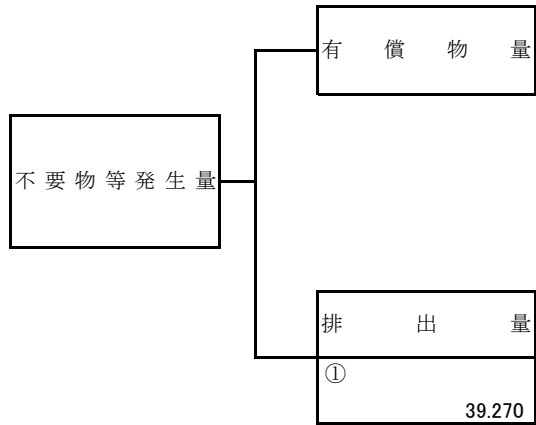 有償物量
不要物等発生量
排出量
①
39.270